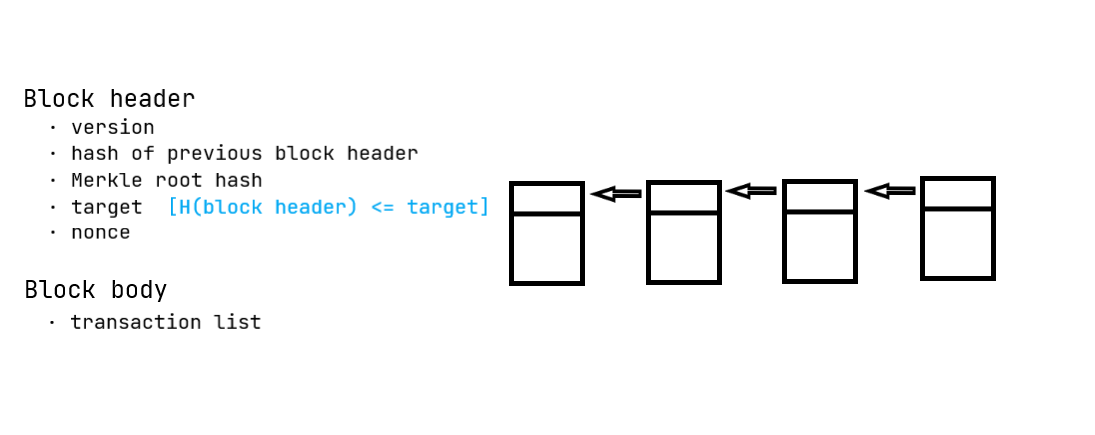 Block header
· version
· hash of previous block header
· Merkle root hash
· target [H(block header) <= target]
· nonce
Block body
· transaction list